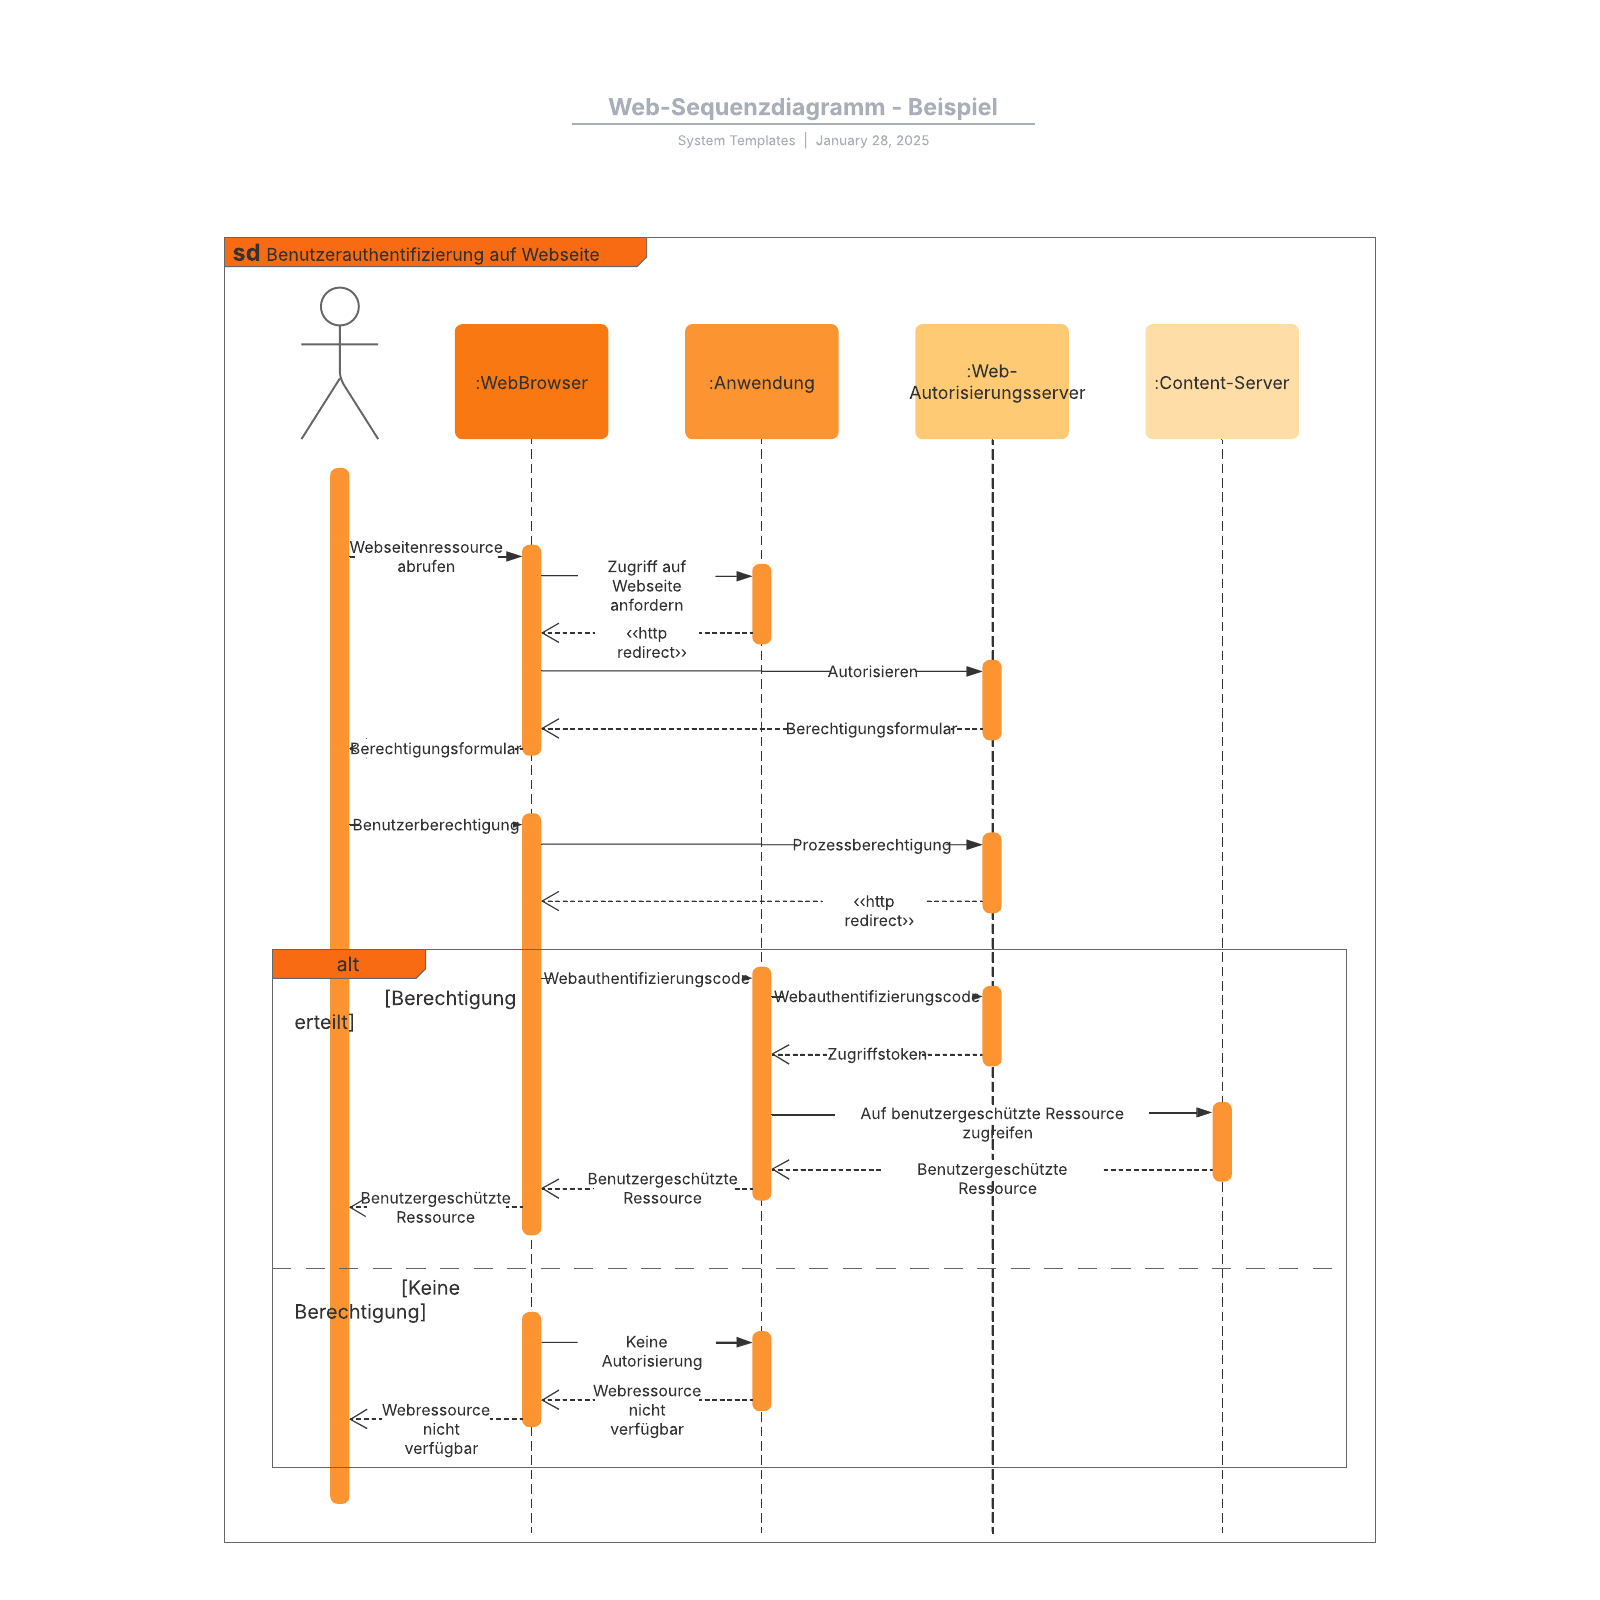 Web-Sequenzdiagramm - Beispiel
System Templates | January 28, 2025
sd Benutzerauthentifizierung auf Webseite
:WebBrowser
:Anwendung
:Web-
Autorisierungsserver
:Content-Server
Webseitenressource
abrufen
Zugriff auf
Webseite
anfordern
‹‹http
redirect››
Autorisieren
Berechtigungsformular
Berechtigungsformular
Benutzerberechtigung
Prozessberechtigung
‹‹http
redirect››
alt
[Berechtigung
erteilt]
Webauthentifizierungscode
Webauthentifizierungscode
Zugriffstoken
Auf benutzergeschützte Ressource
zugreifen
Benutzergeschützte
Ressource
Benutzergeschützte
Ressource
Benutzergeschützte
Ressource
[Keine
Berechtigung]
Keine
Autorisierung
Webressource
nicht
verfügbar
Webressource
nicht
verfügbar